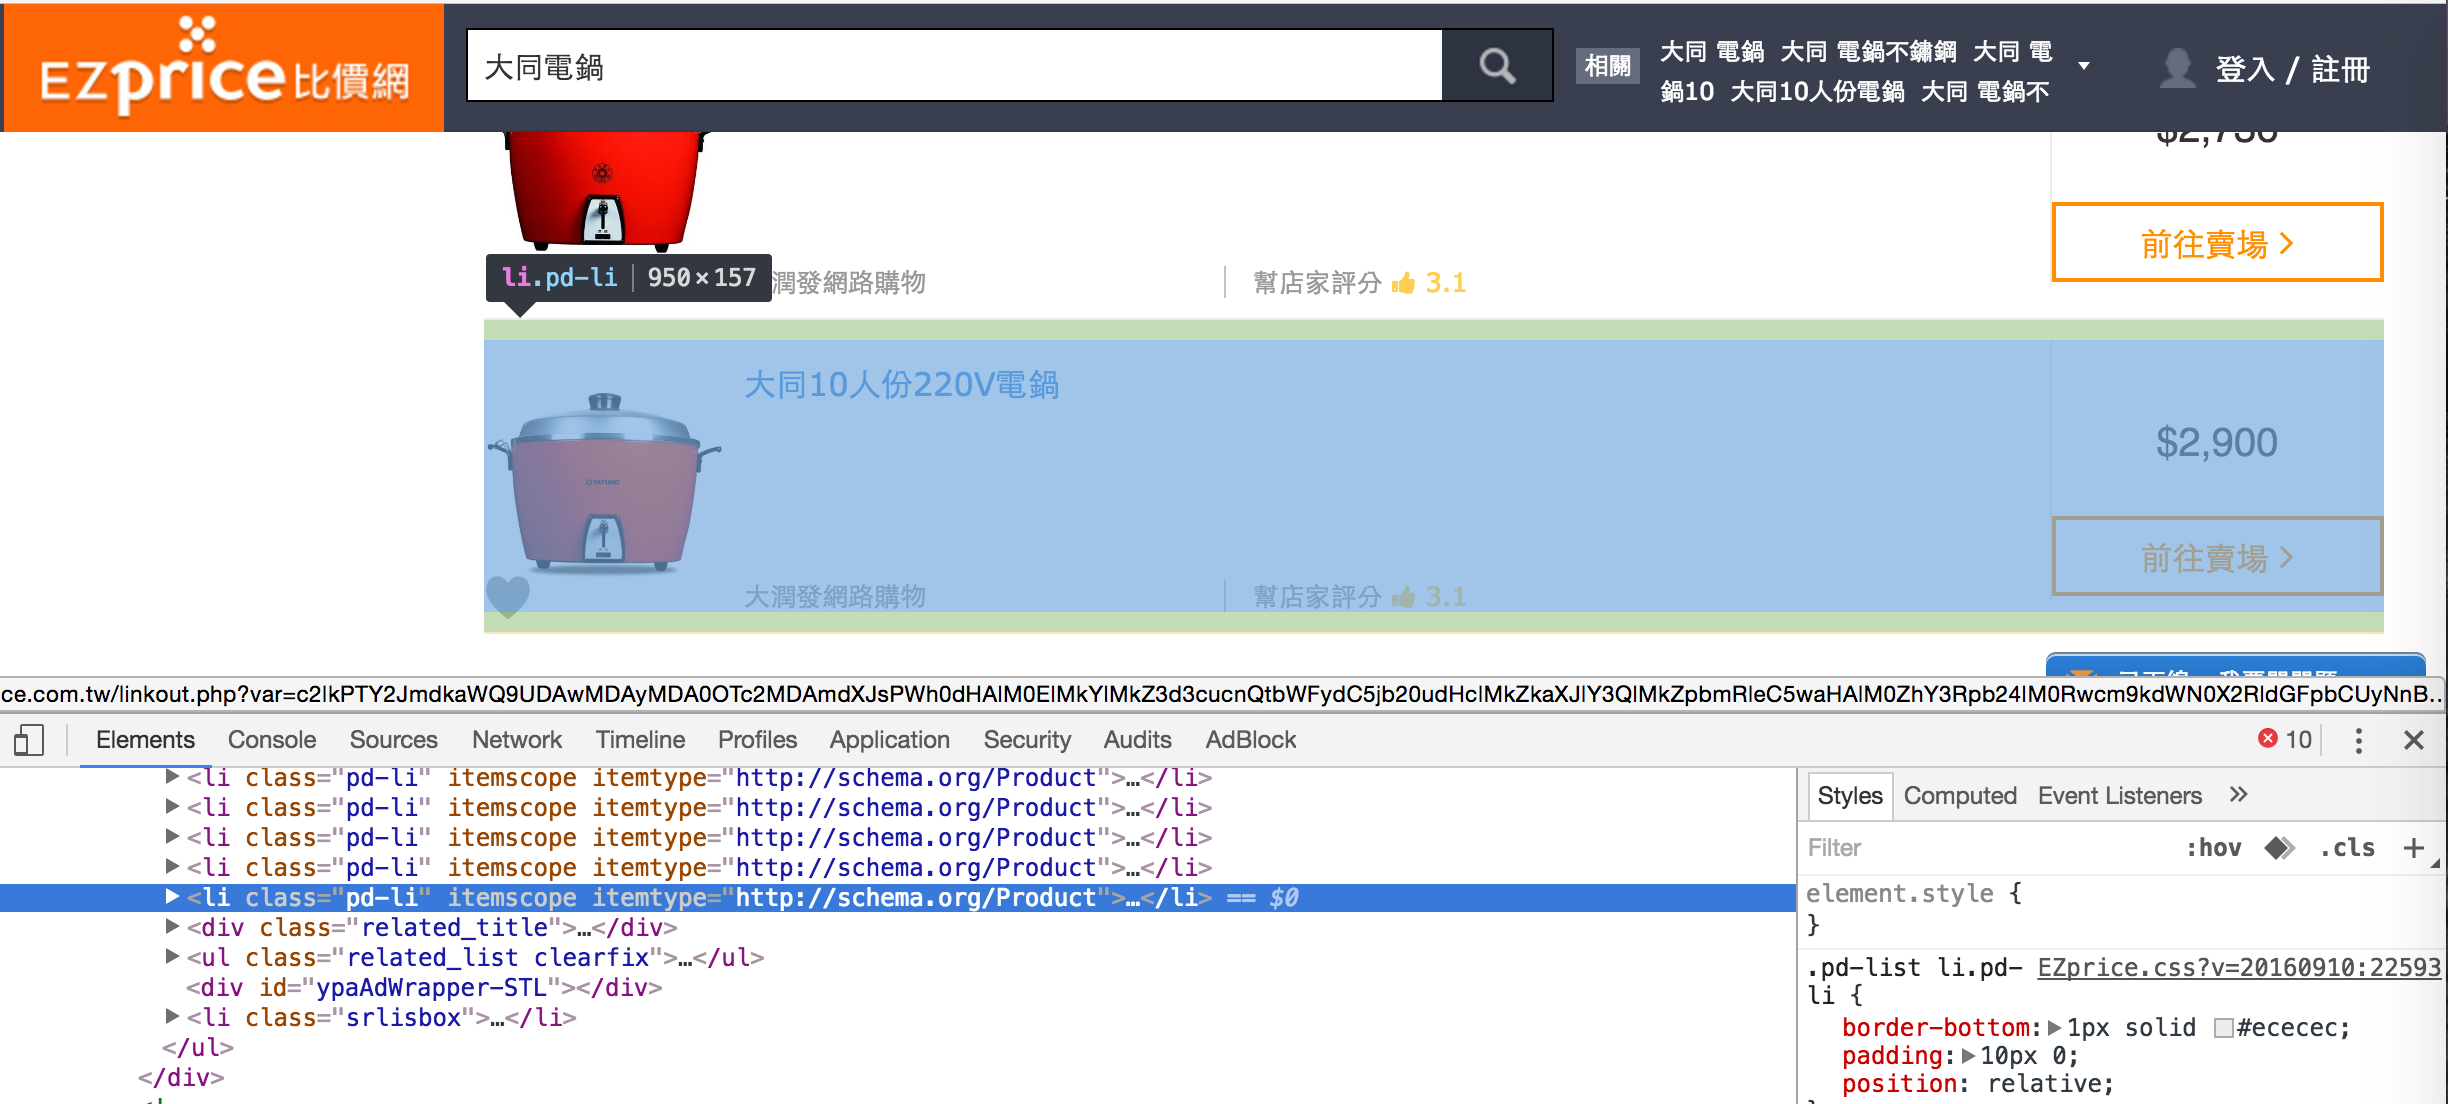 EZprice比價網
大同電鍋
相關
大同 電鍋 大同 電鍋不鏽鋼 大同 電
鍋10 大同10人份電鍋 大同 電鍋不
登入 / 註冊
前往賣場
li.pd-li 950×157
潤發網路購物
幫店家評分 3.1
大同10人份220V電鍋
TATUNG
$2,900
前往賣場
大潤發網路購物
幫店家評分 3.1
ce.com.tw/linkout.php?var=c2lkPTY2JmdkaWQ9UDAwMDAyMDA0OTc2MDAmdXJsPWh0dHAlM0ElMkYlMkZ3d3cucnQtbWFydC5jb20udHclMkZkaXJlY3QlMkZpbmRleC5waHAlM0ZhY3Rpb24lM0Rwcm9kdWN0X2RldGFpbCUyNnB...
Elements Console Sources Network Timeline Profiles Application Security Audits AdBlock
10
<li class="pd-li" itemscope itemtype="http://schema.org/Product">…</li>
<li class="pd-li" itemscope itemtype="http://schema.org/Product">…</li>
<li class="pd-li" itemscope itemtype="http://schema.org/Product">…</li>
<li class="pd-li" itemscope itemtype="http://schema.org/Product">…</li>
<li class="pd-li" itemscope itemtype="http://schema.org/Product">…</li> == $0
<div class="related_title">…</div>
<ul class="related_list clearfix">…</ul>
<div id="ypaAdWrapper-STL"></div>
<li class="srlisbox">…</li>
</ul>
</div>
Styles Computed Event Listeners
Filter
:hov .cls +
element.style {
}
.pd-list li.pd- EZprice.css?v=20160910:22593
li {
border-bottom: 1px solid #ececec;
padding: 10px 0;
position: relative;